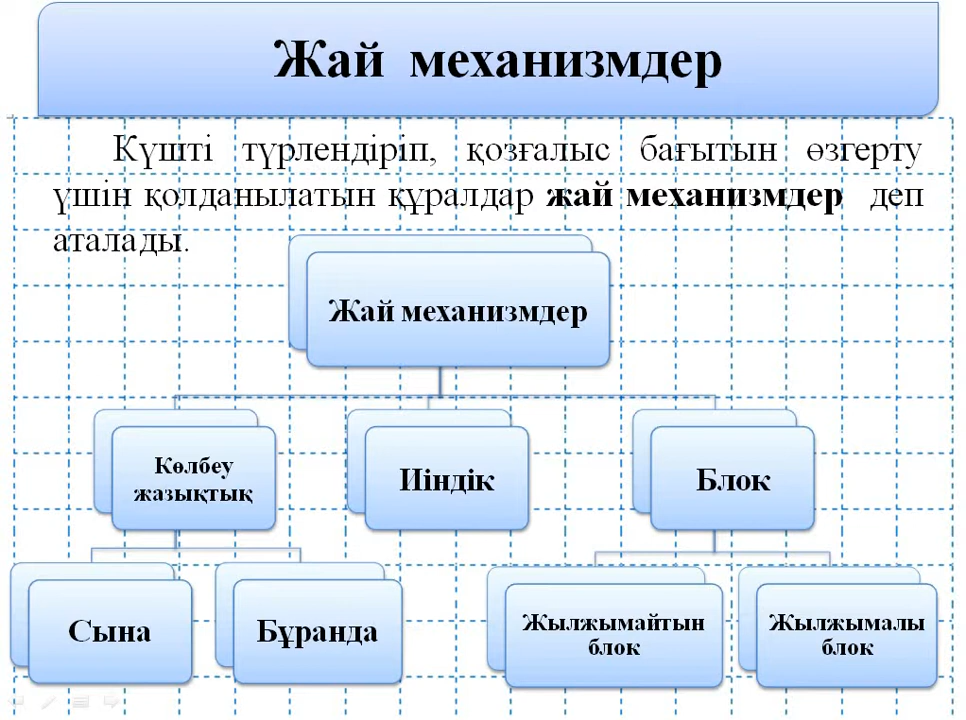 Жай механизмдер
Күшті түрлендіріп, қозғалыс бағытын өзгерту
үшін қолданылатын құралдар жай механизмдер деп
аталады.
Жай механизмдер
Көлбеу
жазықтық
Иіндік
Блок
Сына
Бұранда
Жылжымайтын
блок
Жылжымалы
блок